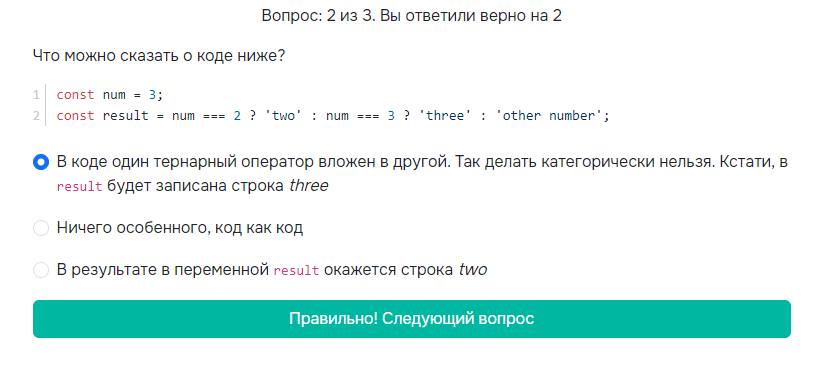 Вопрос: 2 из 3. Вы ответили верно на 2
Что можно сказать о коде ниже?
1 const num = 3;
2 const result = num === 2 ? 'two' : num === 3 ? 'three' : 'other number';
В коде один тернарный оператор вложен в другой. Так делать категорически нельзя. Кстати, в
result будет записана строка three
Ничего особенного, код как код
В результате в переменной result окажется строка two
Правильно! Следующий вопрос